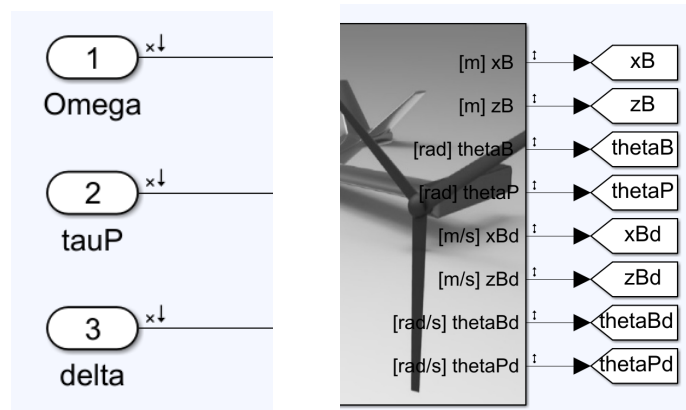 1
Omega
2
tauP
3
delta
[m] xB xB
[m] zB zB
[rad] thetaB thetaB
[rad] thetaP thetaP
[m/s] xBd xBd
[m/s] zBd zBd
[rad/s] thetaBd thetaBd
[rad/s] thetaPd thetaPd